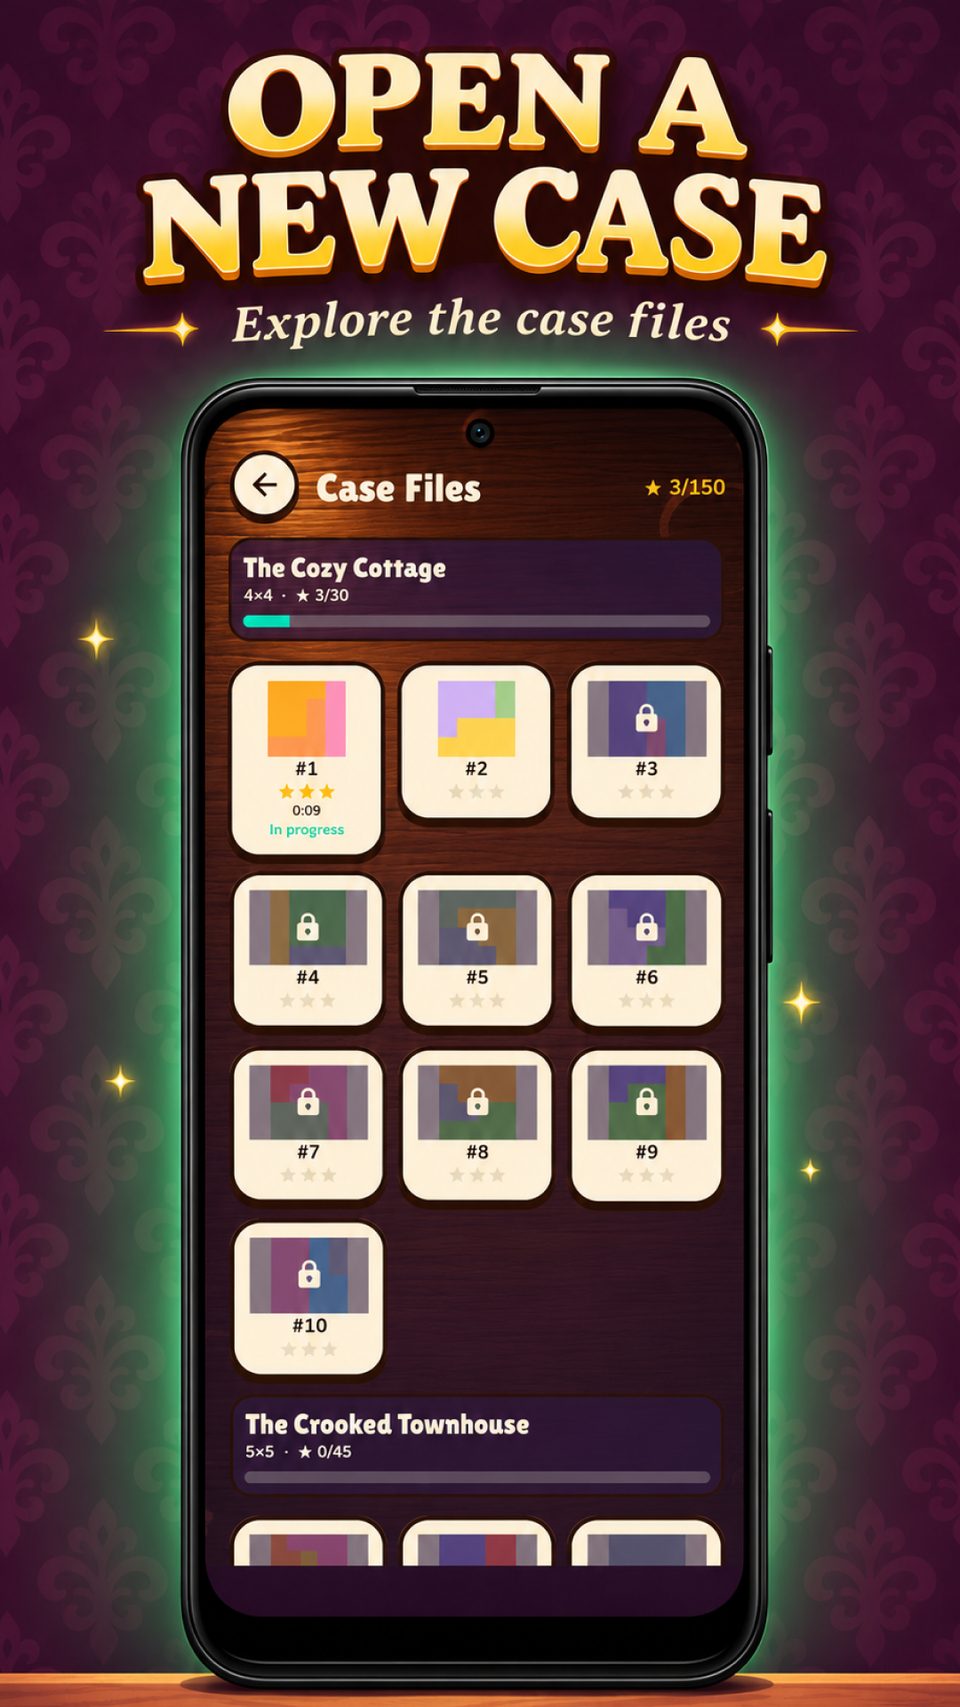 OPEN A
NEW CASE
Explore the case files
Case Files
★ 3/150
The Cozy Cottage
4×4 · ★ 3/30
#1
0:09
In progress
#2
#3
#4
#5
#6
#7
#8
#9
#10
The Crooked Townhouse
5×5 · ★ 0/45